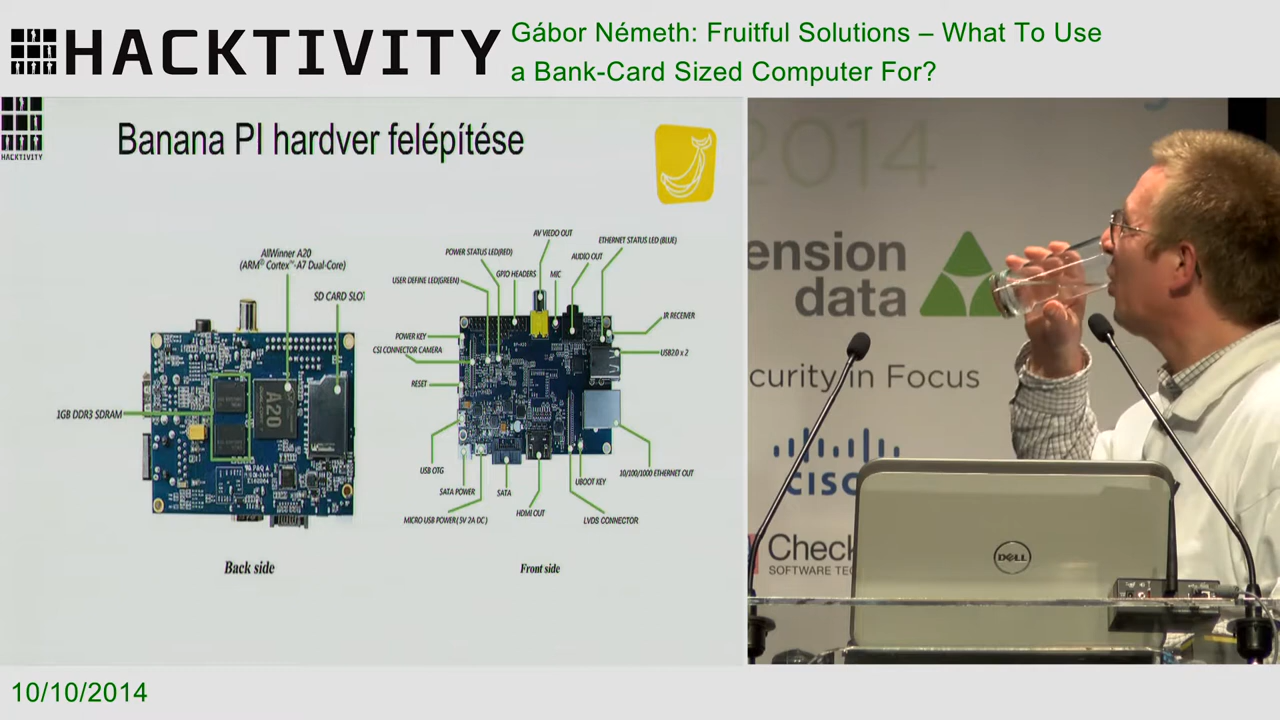 HACKTIVITY
Gábor Németh: Fruitful Solutions – What To Use
a Bank-Card Sized Computer For?
HACKTIVITY
Banana PI hardver felépítése
AllWinner A20
(ARM® Cortex™-A7 Dual-Core)
SD CARD SLOT
1GB DDR3 SDRAM
A20
Back side
AV VIEDO OUT
ETHERNET STATUS LED (BLUE)
POWER STATUS LED(RED)
AUDIO OUT
GPIO HEADERS
MIC
USER DEFINE LED(GREEN)
IR RECEIVER
POWER KEY
CSI CONNECTOR CAMERA
USB2.0 x 2
RESET
USB OTG
10/100/1000 ETHERNET OUT
SATA POWER
SATA
UBOOT KEY
HDMI OUT
MICRO USB POWER(5V 2A DC)
LVDS CONNECTOR
Front side
2014
ension
data
curity in Focus
CISC
Check
SOFTWARE TEC
DELL
10/10/2014